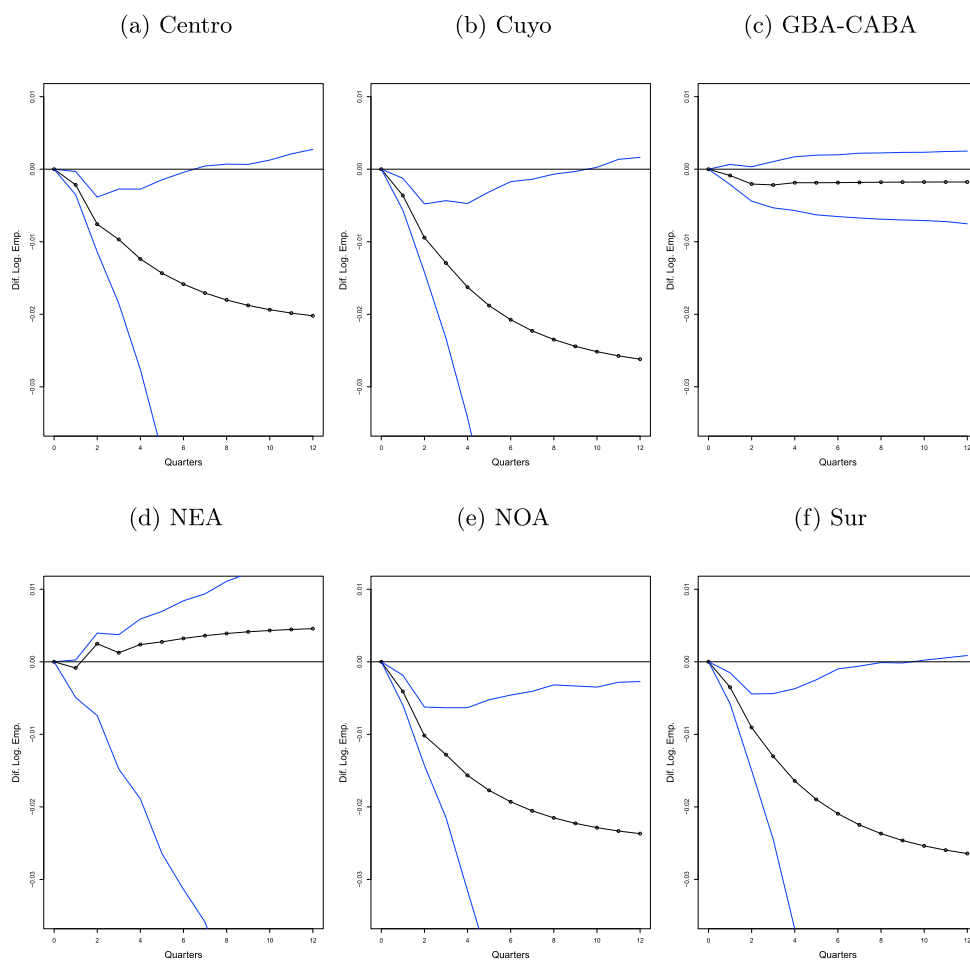 (a) Centro
(b) Cuyo
(c) GBA-CABA
Dif. Log. Emp.
0.01
0.00
−0.01
−0.02
−0.03
0 2 4 6 8 10 12
Quarters
Dif. Log. Emp.
0.01
0.00
−0.01
−0.02
−0.03
0 2 4 6 8 10 12
Quarters
Dif. Log. Emp.
0.01
0.00
−0.01
−0.02
−0.03
0 2 4 6 8 10 12
Quarters
(d) NEA
(e) NOA
(f) Sur
Dif. Log. Emp.
0.01
0.00
−0.01
−0.02
−0.03
0 2 4 6 8 10 12
Quarters
Dif. Log. Emp.
0.01
0.00
−0.01
−0.02
−0.03
0 2 4 6 8 10 12
Quarters
Dif. Log. Emp.
0.01
0.00
−0.01
−0.02
−0.03
0 2 4 6 8 10 12
Quarters